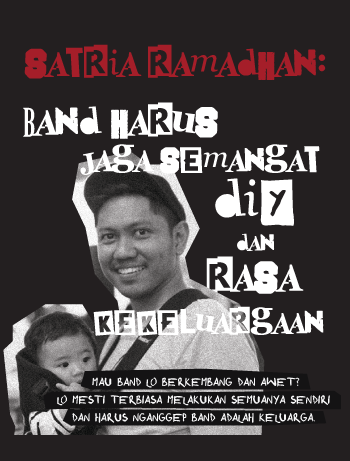 SATRIA RAMADHAN:
BAND HARUS
JAGA SEMANGAT
diY
dAN
RASA
KEKELUARGAAN
MAU BAND LO BERKEMBANG DAN AWET?
LO MESTI TERBIASA MELAKUKAN SEMUANYA SENDIRI
DAN HARUS NGANGGEP BAND ADALAH KELUARGA.